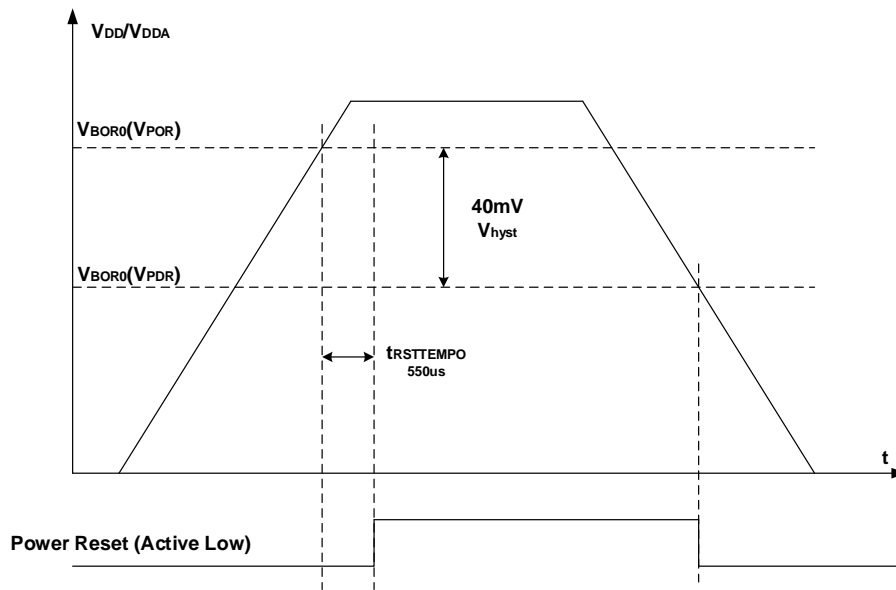 VDD/VDDA
VBOR0(VPOR)
40mV
Vhyst
VBOR0(VPDR)
tRSTTEMPO
550us
t
Power Reset (Active Low)